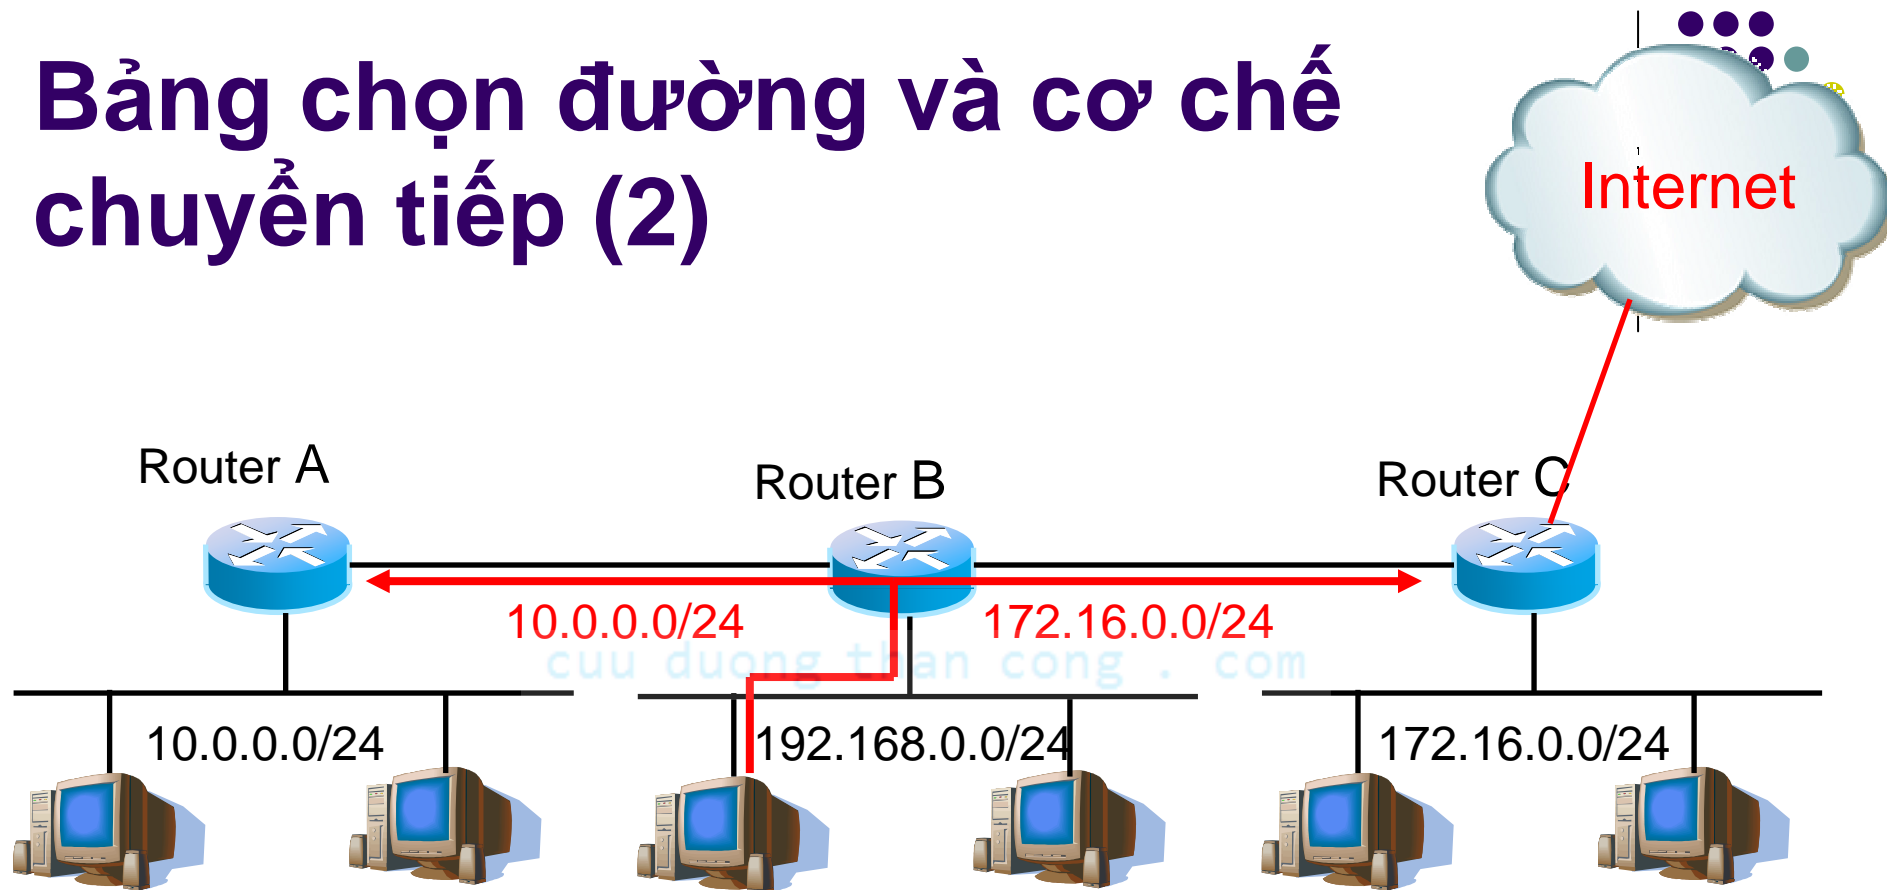 Bảng chọn đường và cơ chế
chuyển tiếp (2)
Internet
Router A
Router B
Router C
10.0.0.0/24
172.16.0.0/24
cuu duong than cong . com
10.0.0.0/24
192.168.0.0/24
172.16.0.0/24